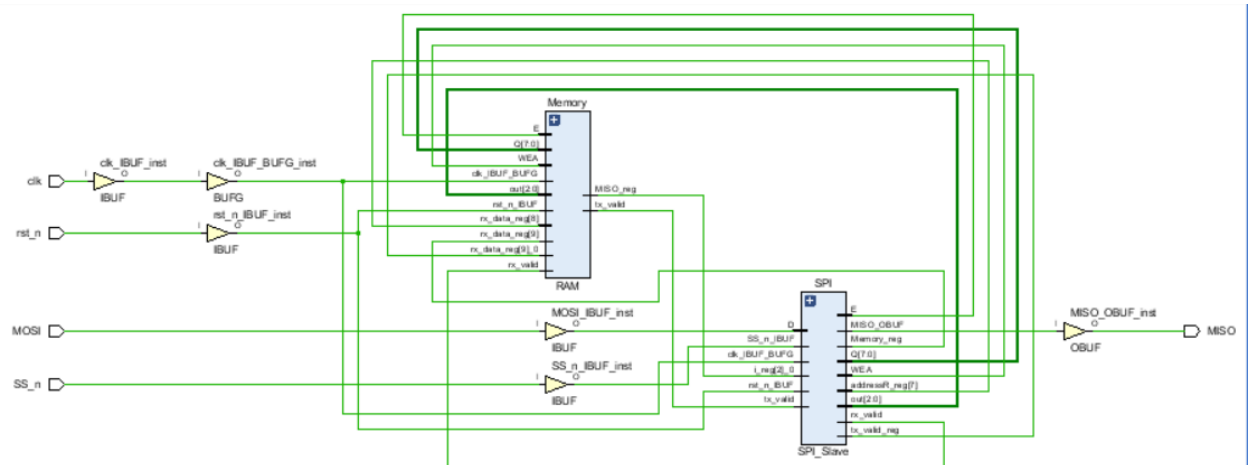 Memory
E
Q[7:0]
WEA
clk_IBUF_BUFG
out[2:0]
rst_n_IBUF
rx_data_reg[8]
rx_data_reg[9]
rx_data_reg[9]_0
rx_valid
MISO_reg
tx_valid
RAM
clk
I
clk_IBUF_inst
O
IBUF
I
clk_IBUF_BUFG_inst
O
BUFG
rst_n
I
rst_n_IBUF_inst
O
IBUF
MOSI
I
MOSI_IBUF_inst
O
IBUF
SS_n
I
SS_n_IBUF_inst
O
IBUF
SPI
D
SS_n_IBUF
clk_IBUF_BUFG
i_reg[2]_0
rst_n_IBUF
tx_valid
E
MISO_OBUF
Memory_reg
Q[7:0]
WEA
addressR_reg[7]
out[2:0]
rx_valid
tx_valid_reg
SPI_Slave
I
MISO_OBUF_inst
O
OBUF
MISO